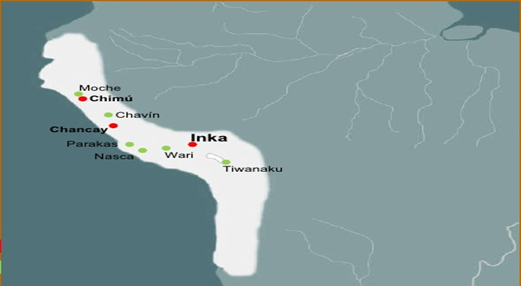 Moche
Chimú
Chavín
Chancay
Inka
Parakas
Nasca
Wari
Tiwanaku